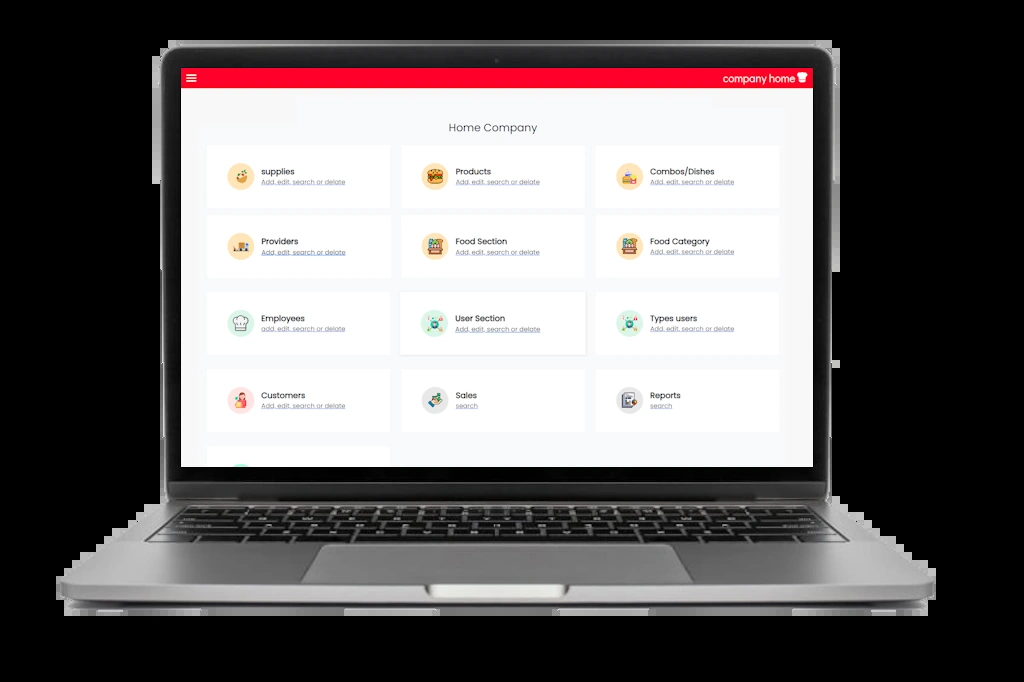 company home
Home Company
supplies
Add, edit, search or delate
Products
Add, edit, search or delate
Combos/Dishes
Add, edit, search or delate
Providers
Add, edit, search or delate
Food Section
Add, edit, search or delate
Food Category
Add, edit, search or delate
Employees
add, edit, search or delate
User Section
Add, edit, search or delate
Types users
Add, edit, search or delate
Customers
Add, edit, search or delate
Sales
search
Reports
search